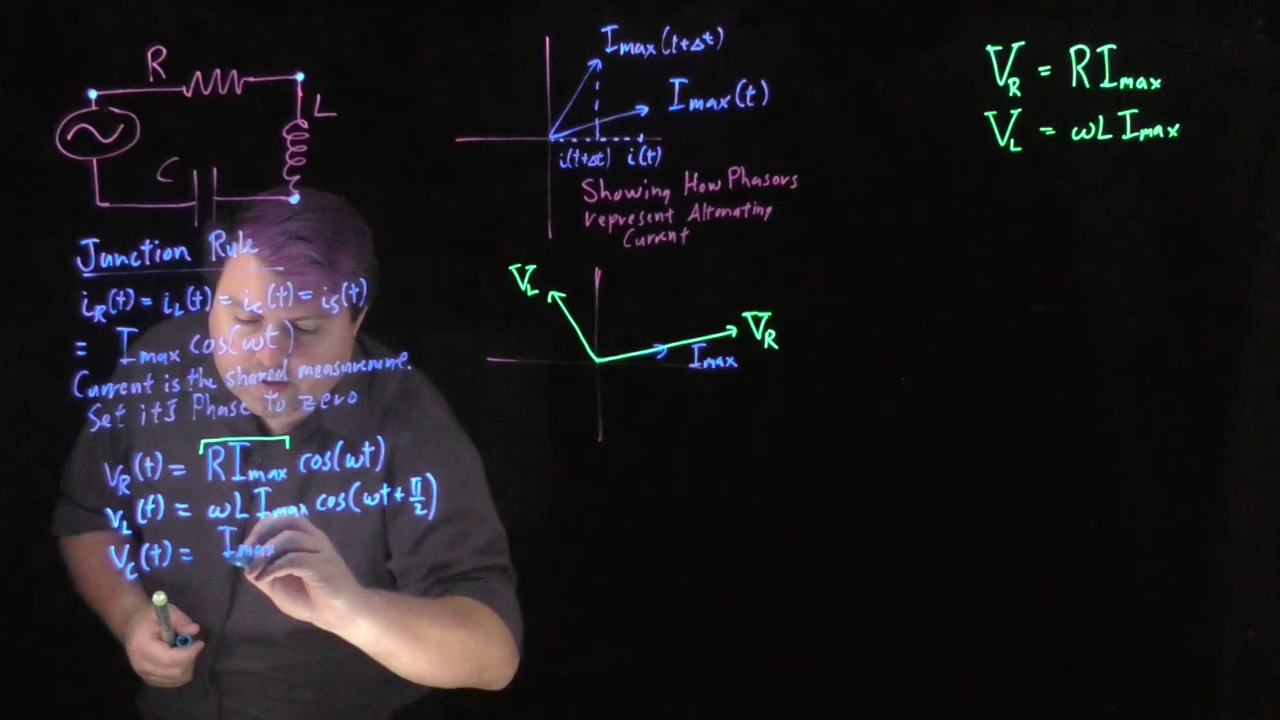 R
L
C
Junction Rule
i_R(t) = i_L(t) = i_c(t) = i_s(t)
= I_max cos(ωt)
Current is the shared measurement.
Set it's Phase to zero
V_R(t) = RI_max cos(ωt)
V_L(t) = ωL I_max cos(ωt + π/2)
V_C(t) = I_max
I_max(t+Δt)
I_max(t)
i(t+Δt) i(t)
Showing How Phasors
represent Alternating
Current
V_L
V_R
I_max
V_R = RI_max
V_L = ωL I_max